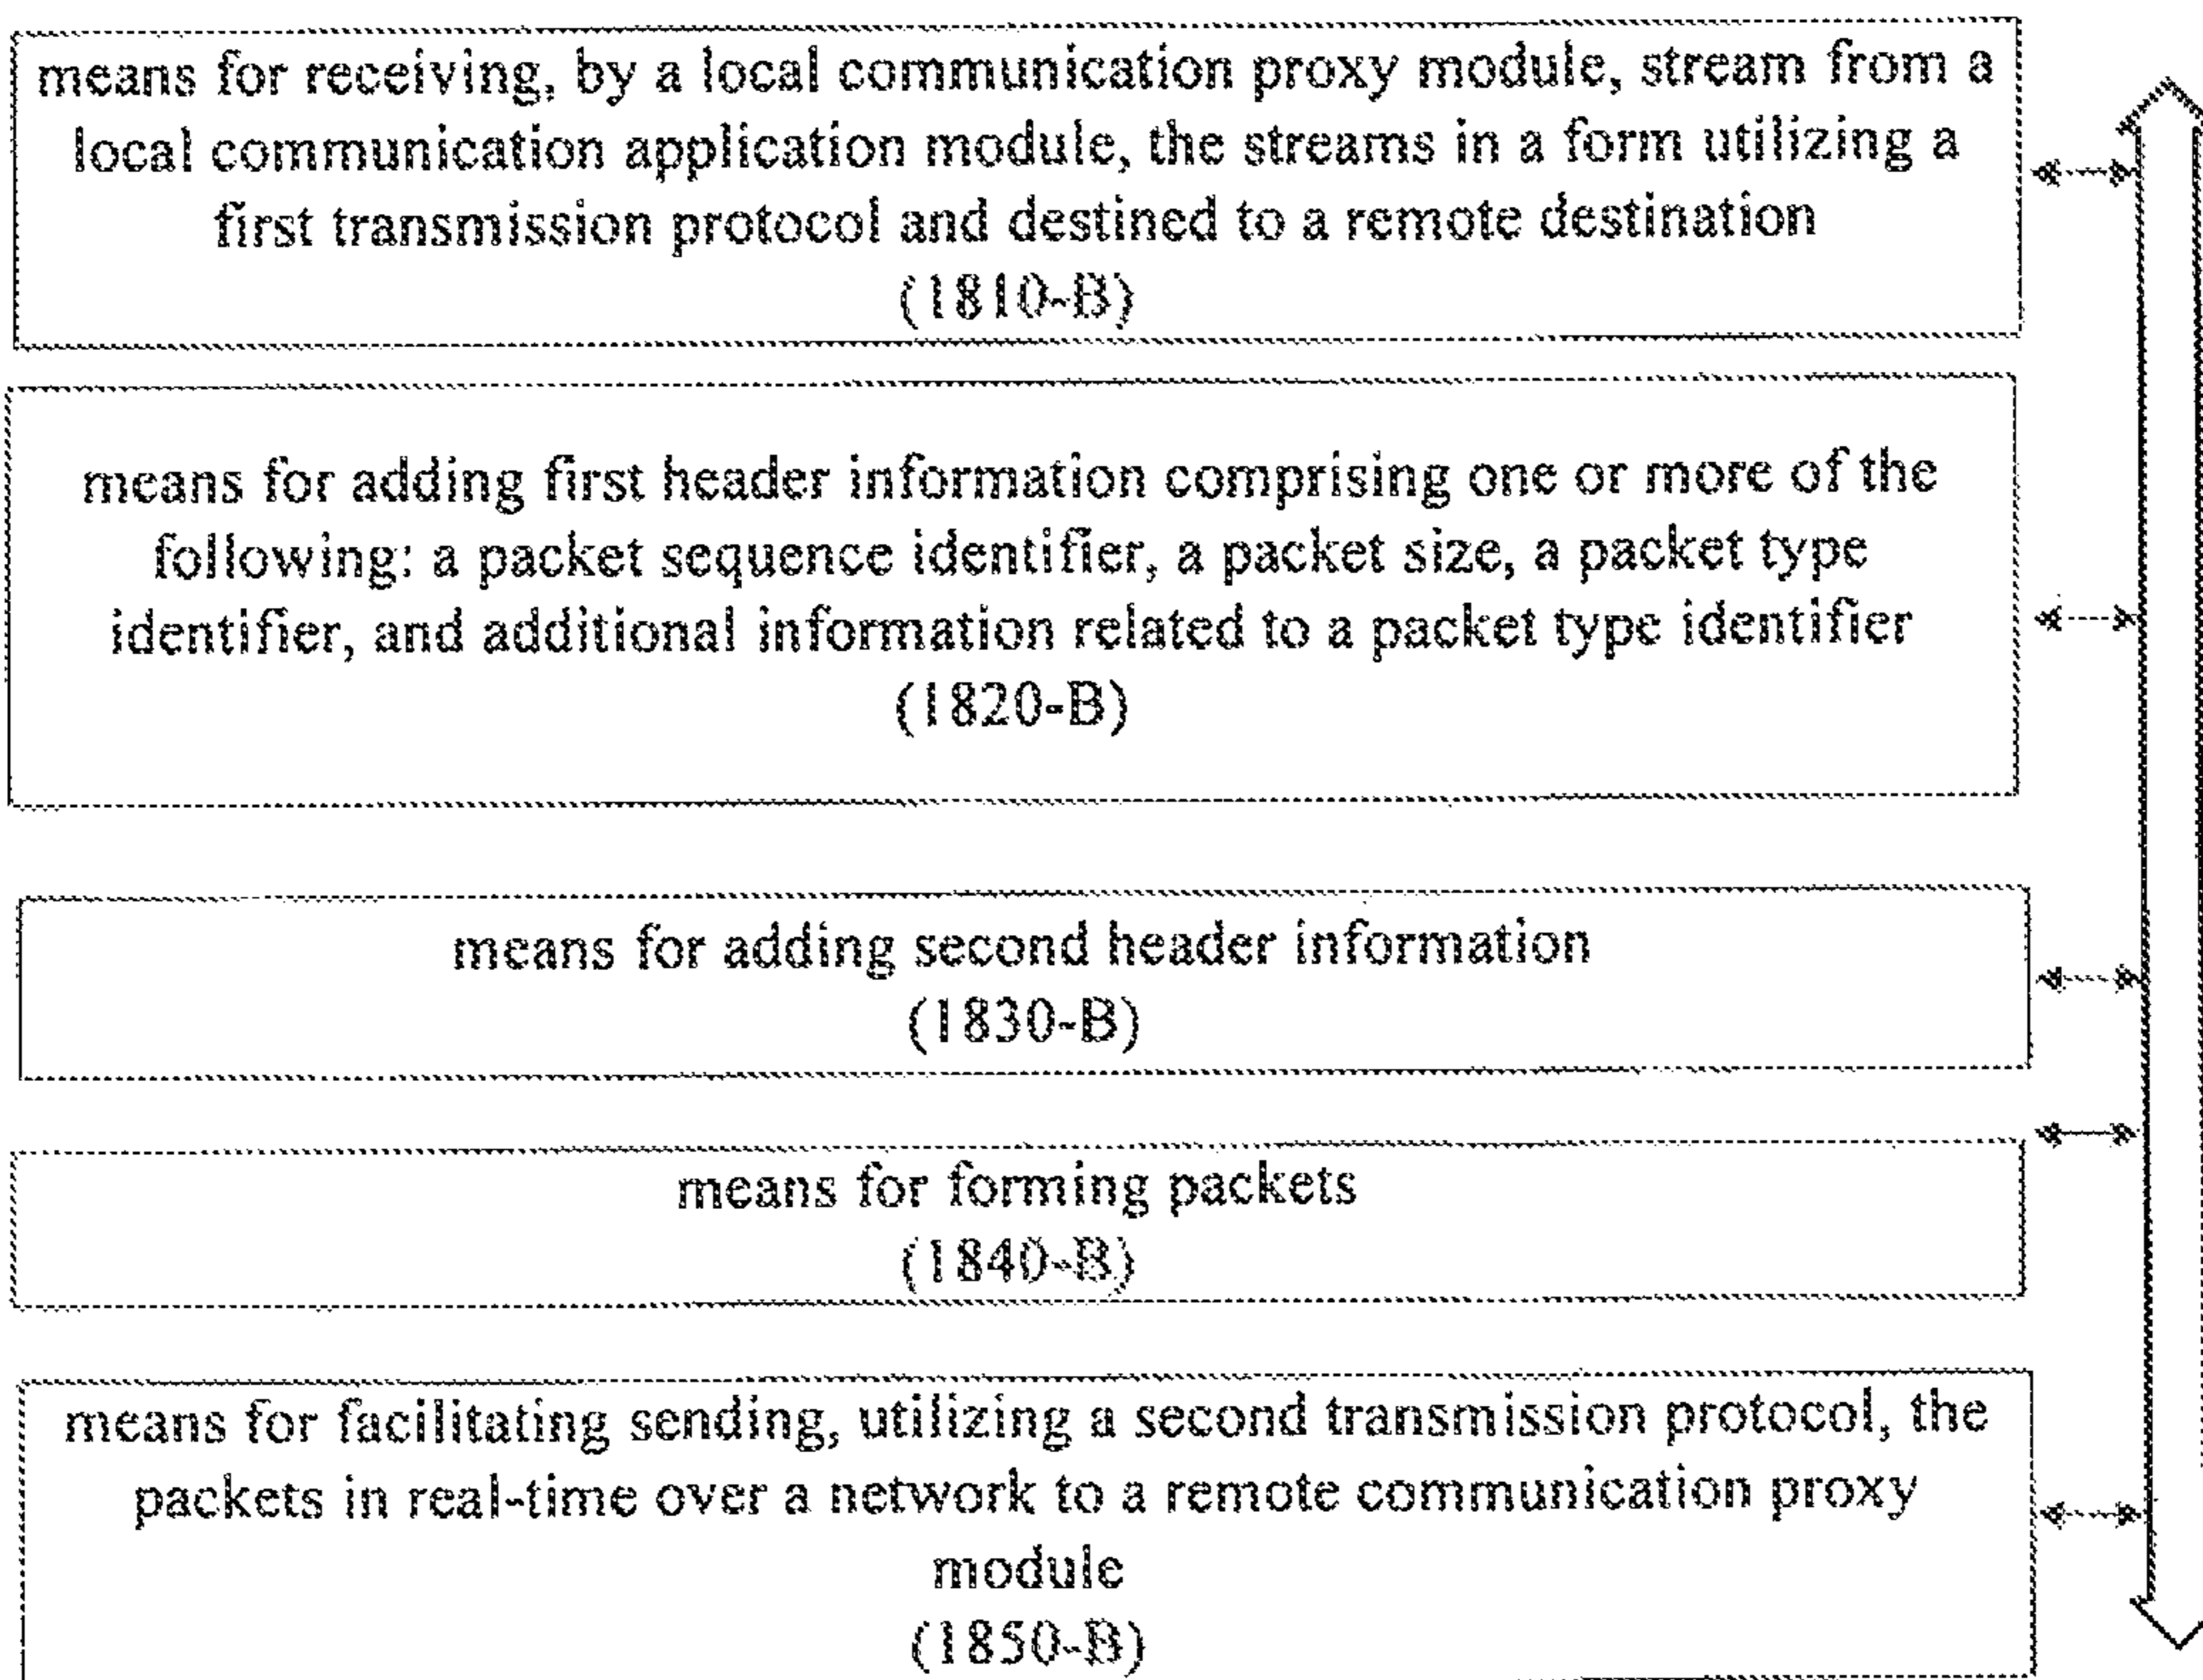 means for receiving, by a local communication proxy module, stream from a
local communication application module, the streams in a form utilizing a
first transmission protocol and destined to a remote destination
(1810-B)
means for adding first header information comprising one or more of the
following: a packet sequence identifier, a packet size, a packet type
identifier, and additional information related to a packet type identifier
(1820-B)
means for adding second header information
(1830-B)
means for forming packets
(1840-B)
means for facilitating sending, utilizing a second transmission protocol, the
packets in real-time over a network to a remote communication proxy
module
(1850-B)